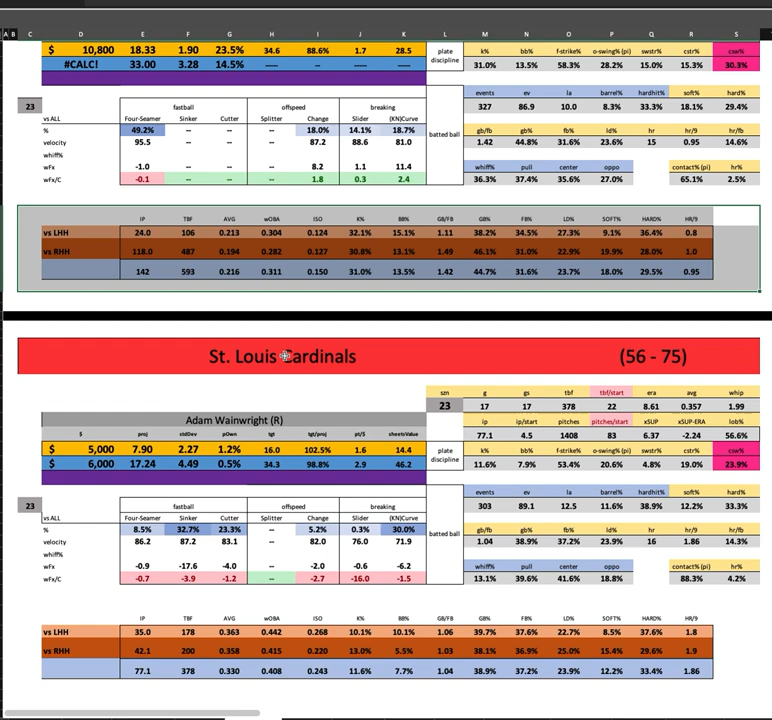 A B C D E F G H I J K L M N O P Q R S
$ 10,800 18.33 1.90 23.5% 34.6 88.6% 1.7 28.5 plate discipline k% bb% f-strike% o-swing% (pi) swstr% cstr% csw%
#CALC! 33.00 3.28 14.5% ---- -- --- ---- 31.0% 13.5% 58.3% 28.2% 15.0% 15.3% 30.3%
events ev la barrel% hardhit% soft% hard%
23 fastball offspeed breaking 327 86.9 10.0 8.3% 33.3% 18.1% 29.4%
vs ALL Four-Seamer Sinker Cutter Splitter Change Slider (KN)Curve
% 49.2% -- -- -- 18.0% 14.1% 18.7% batted ball gb/fb gb% fb% ld% hr hr/9 hr/fb
velocity 95.5 -- -- -- 87.2 88.6 81.0 1.42 44.8% 31.6% 23.6% 15 0.95 14.6%
whiff%
wFx -1.0 8.2 1.1 11.4 whiff% pull center oppo contact% (pi) hr%
wFx/C -0.1 -- -- -- 1.8 0.3 2.4 36.3% 37.4% 35.6% 27.0% 65.1% 2.5%
IP TBF AVG wOBA ISO K% BB% GB/FB GB% FB% LD% SOFT% HARD% HR/9
vs LHH 24.0 106 0.213 0.304 0.124 32.1% 15.1% 1.11 38.2% 34.5% 27.3% 9.1% 36.4% 0.8
vs RHH 118.0 487 0.194 0.282 0.127 30.8% 13.1% 1.49 46.1% 31.0% 22.9% 19.9% 28.0% 1.0
142 593 0.216 0.311 0.150 31.0% 13.5% 1.42 44.7% 31.6% 23.7% 18.0% 29.5% 0.95
St. Louis Cardinals (56 - 75)
szn g gs tbf tbf/start era avg whip
23 17 17 378 22 8.61 0.357 1.99
Adam Wainwright (R) ip ip/start pitches pitches/start xSUP xSUP-ERA lob%
$ proj stdDev pOwn tgt tgt/proj pt/$ sheetsValue 77.1 4.5 1408 83 6.37 -2.24 56.6%
$ 5,000 7.90 2.27 1.2% 16.0 102.5% 1.6 14.4 plate discipline k% bb% f-strike% o-swing% (pi) swstr% cstr% csw%
$ 6,000 17.24 4.49 0.5% 34.3 98.8% 2.9 46.2 11.6% 7.9% 53.4% 20.6% 4.8% 19.0% 23.9%
events ev la barrel% hardhit% soft% hard%
23 fastball offspeed breaking 303 89.1 12.5 11.6% 38.9% 12.2% 33.3%
vs ALL Four-Seamer Sinker Cutter Splitter Change Slider (KN)Curve
% 8.5% 32.7% 23.3% -- 5.2% 0.3% 30.0% batted ball gb/fb gb% fb% ld% hr hr/9 hr/fb
velocity 86.2 87.2 83.1 -- 82.0 76.0 71.9 1.04 38.9% 37.2% 23.9% 16 1.86 14.3%
whiff%
wFx -0.9 -17.6 -4.0 -2.0 -0.6 -6.2 whiff% pull center oppo contact% (pi) hr%
wFx/C -0.7 -3.9 -1.2 -- -2.7 -16.0 -1.5 13.1% 39.6% 41.6% 18.8% 88.3% 4.2%
IP TBF AVG wOBA ISO K% BB% GB/FB GB% FB% LD% SOFT% HARD% HR/9
vs LHH 35.0 178 0.363 0.442 0.268 10.1% 10.1% 1.06 39.7% 37.6% 22.7% 8.5% 37.6% 1.8
vs RHH 42.1 200 0.358 0.415 0.220 13.0% 5.5% 1.03 38.1% 36.9% 25.0% 15.4% 29.6% 1.9
77.1 378 0.330 0.408 0.243 11.6% 7.7% 1.04 38.9% 37.2% 23.9% 12.2% 33.4% 1.86